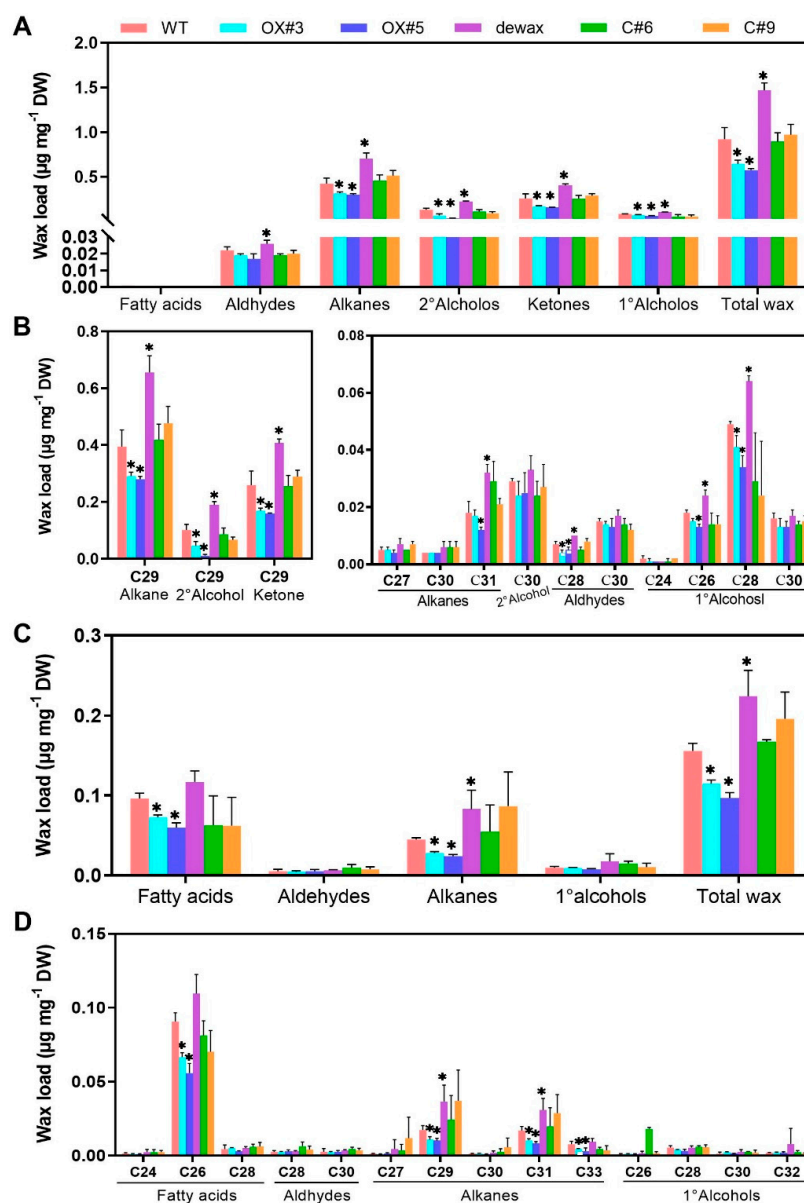 A
WT OX#3 OX#5 dewax C#6 C#9
Wax load (µg mg⁻¹ DW)
2.0
1.5
1.0
0.5
0.03
0.02
0.01
0.00
* * * * * * * * * * * * * * * *
Fatty acids Aldhydes Alkanes 2°Alcholos Ketones 1°Alcholos Total wax
B
Wax load (µg mg⁻¹ DW)
0.8
0.6
0.4
0.2
0.0
* * * * * * * * *
C29 C29 C29
Alkane 2°Alcohol Ketone
0.08
0.06
0.04
0.02
0.00
* * * * * * * * * *
C27 C30 C31 C30 C28 C30 C24 C26 C28 C30
Alkanes 2°Alcohol Aldhydes 1°Alcohosl
C
Wax load (µg mg⁻¹ DW)
0.3
0.2
0.1
0.0
* * * * * * * *
Fatty acids Aldehydes Alkanes 1°alcohols Total wax
D
Wax load (µg mg⁻¹ DW)
0.15
0.10
0.05
0.00
* * * * * * * * * *
C24 C26 C28 C28 C30 C27 C29 C30 C31 C33 C26 C28 C30 C32
Fatty acids Aldhydes Alkanes 1°Alcohols